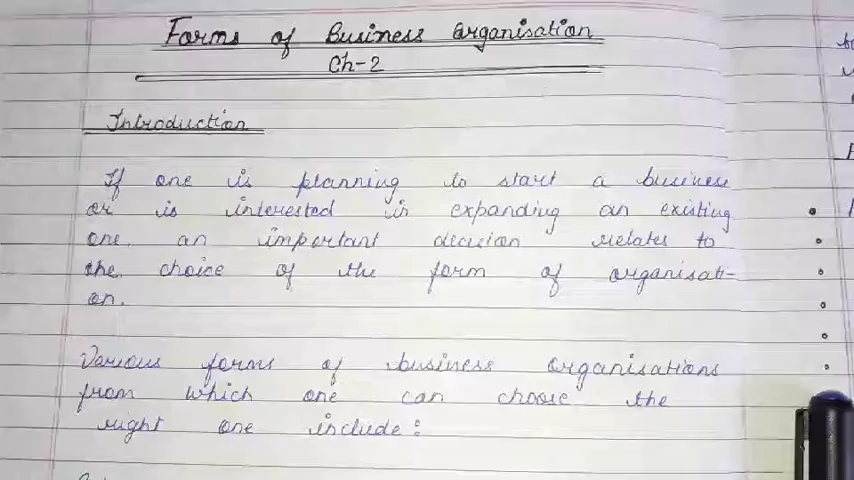 Forms of Business Organisation
Ch-2
Introduction
If one is planning to start a business
or is interested in expanding an existing
one. an important decision relates to
the choice of the form of organisati-
on.
Various forms of business organisations
from which one can choose the
right one include: